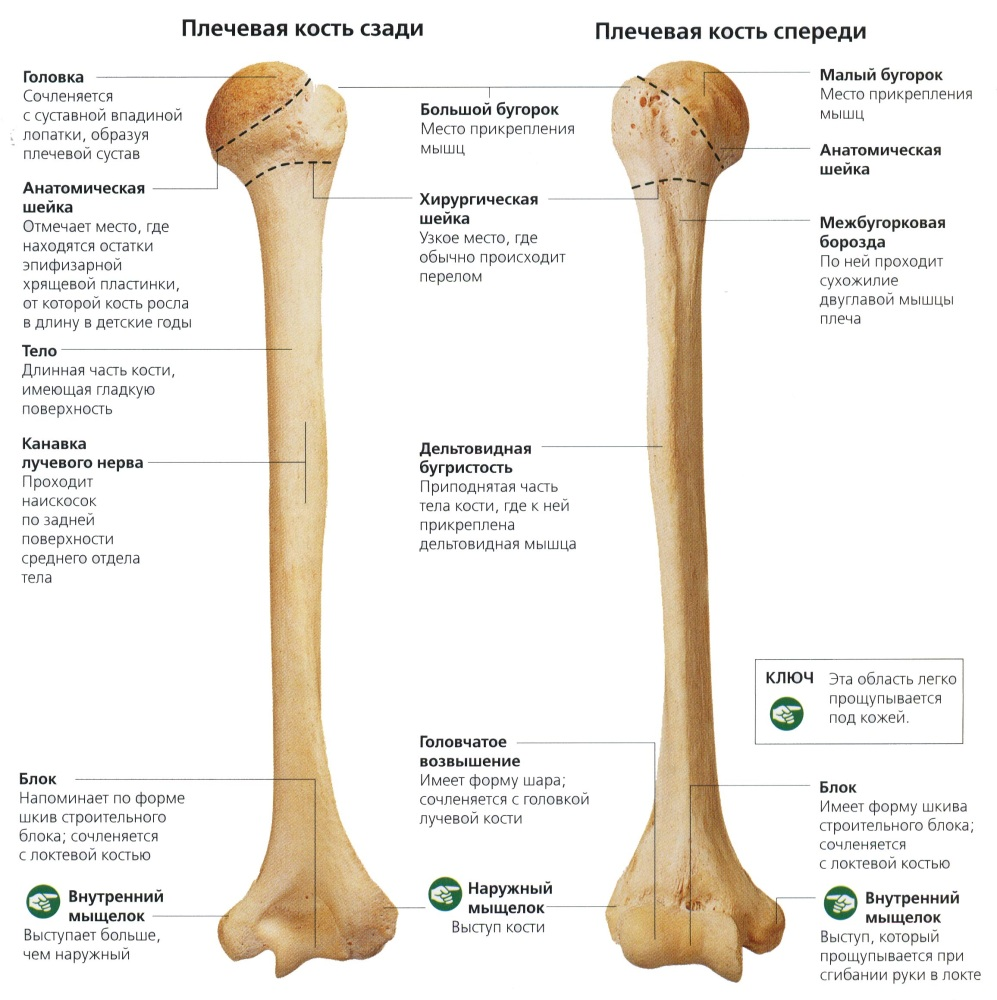 Плечевая кость сзади
Плечевая кость спереди
Головка
Сочленяется
с суставной впадиной
лопатки, образуя
плечевой сустав
Анатомическая
шейка
Отмечает место, где
находятся остатки
эпифизарной
хрящевой пластинки,
от которой кость росла
в длину в детские годы
Тело
Длинная часть кости,
имеющая гладкую
поверхность
Канавка
лучевого нерва
Проходит
наискосок
по задней
поверхности
среднего отдела
тела
Блок
Напоминает по форме
шкив строительного
блока; сочленяется
с локтевой костью
Внутренний
мыщелок
Выступает больше,
чем наружный
Большой бугорок
Место прикрепления
мышц
Хирургическая
шейка
Узкое место, где
обычно происходит
перелом
Дельтовидная
бугристость
Приподнятая часть
тела кости, где к ней
прикреплена
дельтовидная мышца
Головчатое
возвышение
Имеет форму шара;
сочленяется с головкой
лучевой кости
Наружный
мыщелок
Выступ кости
Малый бугорок
Место прикрепления
мышц
Анатомическая
шейка
Межбугорковая
борозда
По ней проходит
сухожилие
двуглавой мышцы
плеча
КЛЮЧ Эта область легко
прощупывается
под кожей.
Блок
Имеет форму шкива
строительного блока;
сочленяется
с локтевой костью
Внутренний
мыщелок
Выступ, который
прощупывается при
сгибании руки в локте